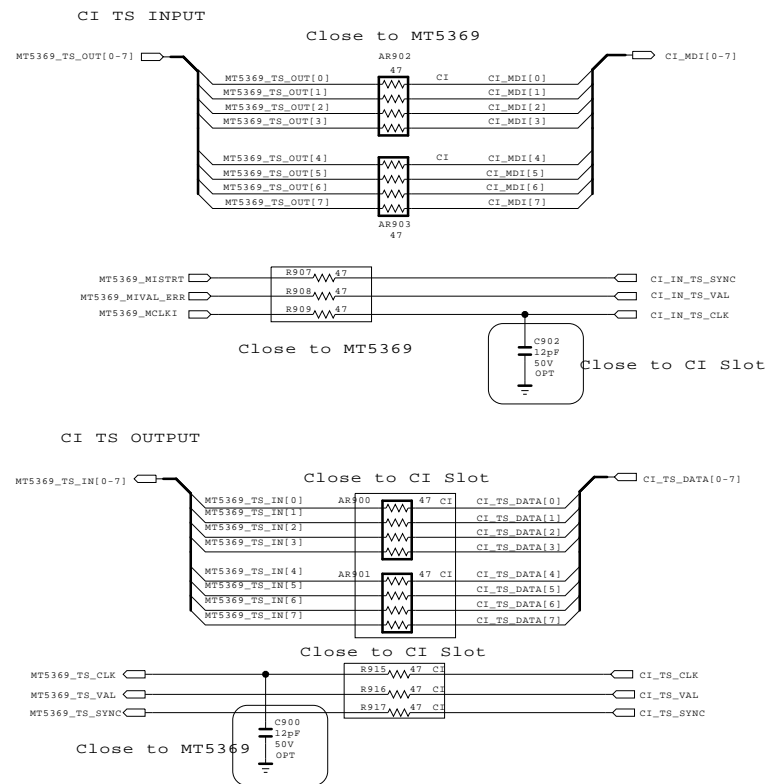 CI TS INPUT
Close to MT5369
MT5369_TS_OUT[0-7]
AR902
CI_MDI[0-7]
47
MT5369_TS_OUT[0] CI CI_MDI[0]
MT5369_TS_OUT[1] CI_MDI[1]
MT5369_TS_OUT[2] CI_MDI[2]
MT5369_TS_OUT[3] CI_MDI[3]
MT5369_TS_OUT[4] CI CI_MDI[4]
MT5369_TS_OUT[5] CI_MDI[5]
MT5369_TS_OUT[6] CI_MDI[6]
MT5369_TS_OUT[7] CI_MDI[7]
AR903
47
MT5369_MISTRT R907 47 CI_IN_TS_SYNC
MT5369_MIVAL_ERR R908 47 CI_IN_TS_VAL
MT5369_MCLKI R909 47 CI_IN_TS_CLK
Close to MT5369
C902
12pF
50V
OPT
Close to CI Slot
CI TS OUTPUT
Close to CI Slot
MT5369_TS_IN[0-7] CI_TS_DATA[0-7]
MT5369_TS_IN[0] AR900 47 CI CI_TS_DATA[0]
MT5369_TS_IN[1] CI_TS_DATA[1]
MT5369_TS_IN[2] CI_TS_DATA[2]
MT5369_TS_IN[3] CI_TS_DATA[3]
MT5369_TS_IN[4] AR901 47 CI CI_TS_DATA[4]
MT5369_TS_IN[5] CI_TS_DATA[5]
MT5369_TS_IN[6] CI_TS_DATA[6]
MT5369_TS_IN[7] CI_TS_DATA[7]
Close to CI Slot
MT5369_TS_CLK R915 47 CI CI_TS_CLK
MT5369_TS_VAL R916 47 CI CI_TS_VAL
MT5369_TS_SYNC R917 47 CI CI_TS_SYNC
C900
12pF
50V
OPT
Close to MT5369